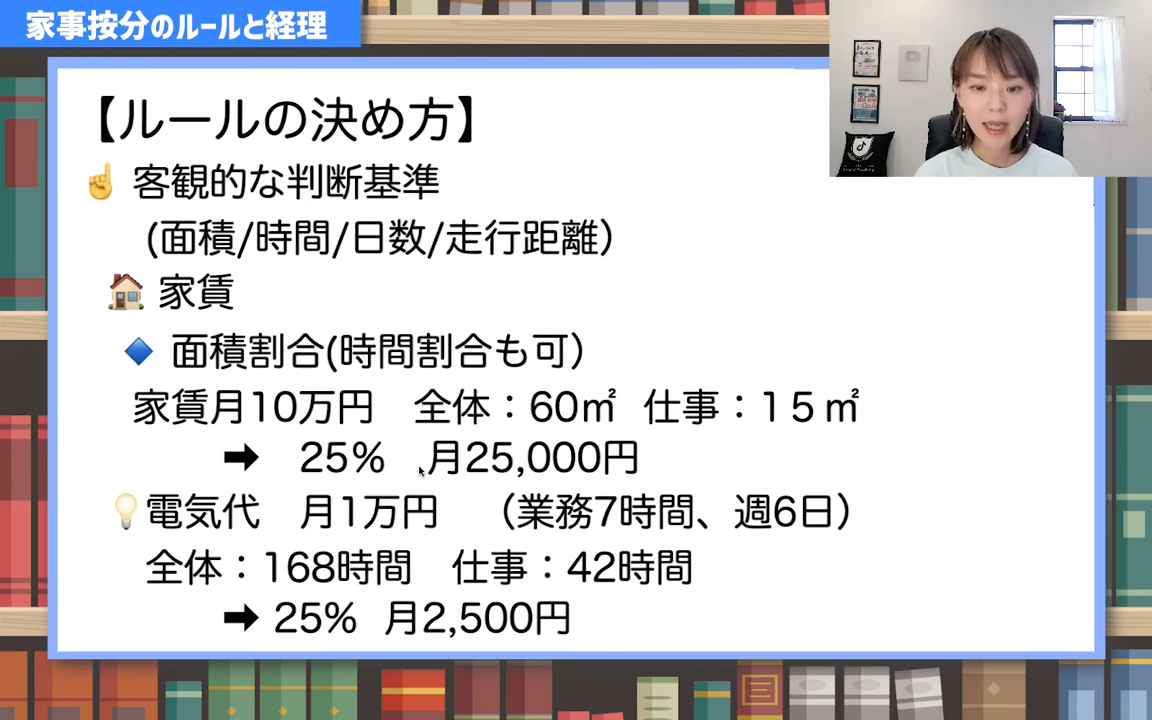 家事按分のルールと経理
【ルールの決め方】
☝️ 客観的な判断基準
(面積/時間/日数/走行距離)
🏠 家賃
🔹 面積割合(時間割合も可)
家賃月10万円 全体：60㎡ 仕事：1５㎡
➡ 25% 月25,000円
💡電気代 月1万円 （業務7時間、週6日）
全体：168時間 仕事：42時間
➡ 25% 月2,500円